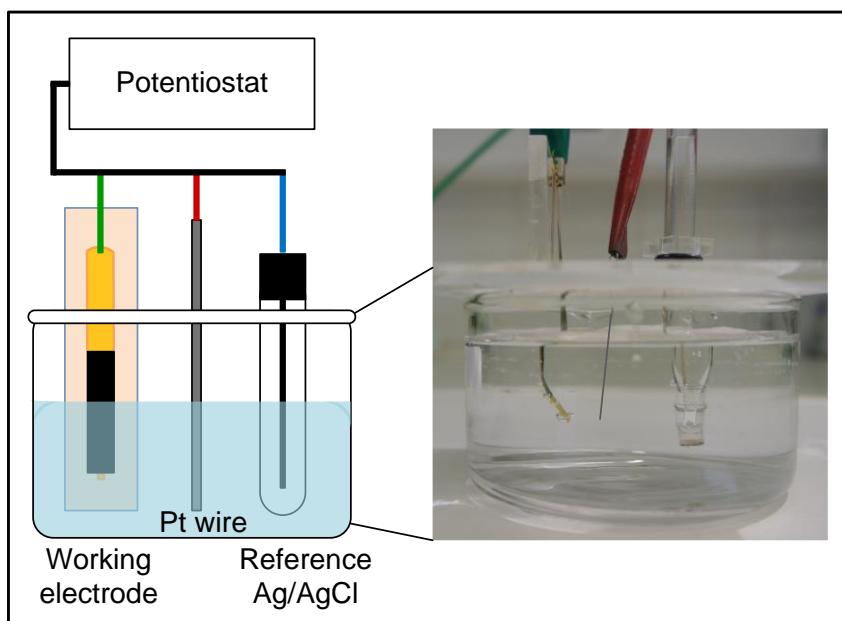 Potentiostat
Pt wire
Working
electrode
Reference
Ag/AgCl